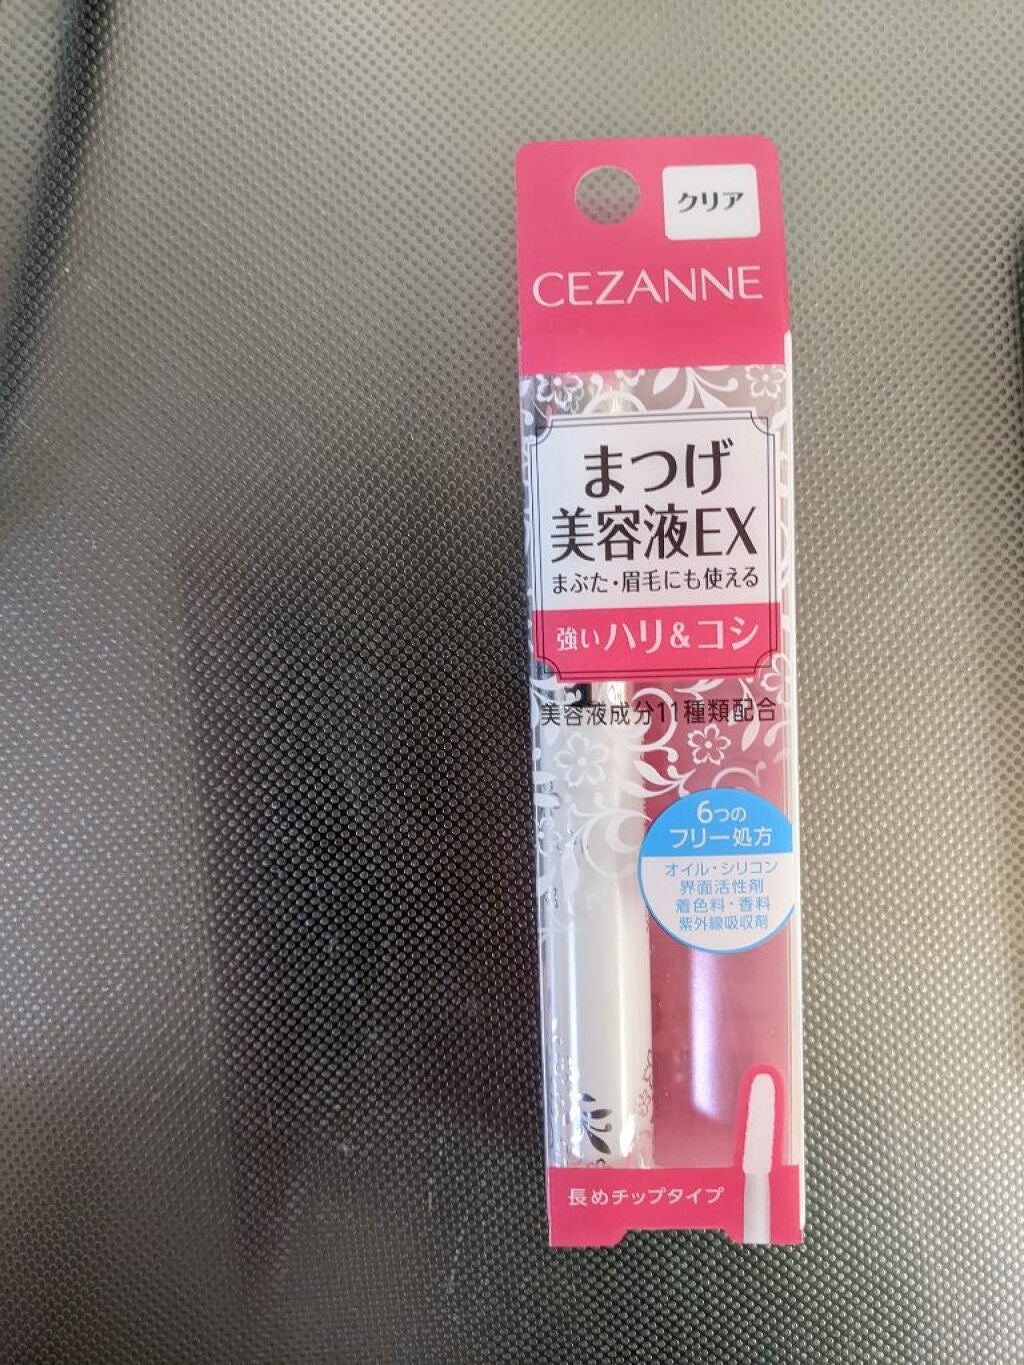 クリア
CEZANNE
まつげ
美容液EX
まぶた・眉毛にも使える
強いハリ&コシ
美容液成分11種類配合
6つの
フリー処方
オイル・シリコン
界面活性剤
着色料・香料
紫外線吸収剤
長めチップタイプ